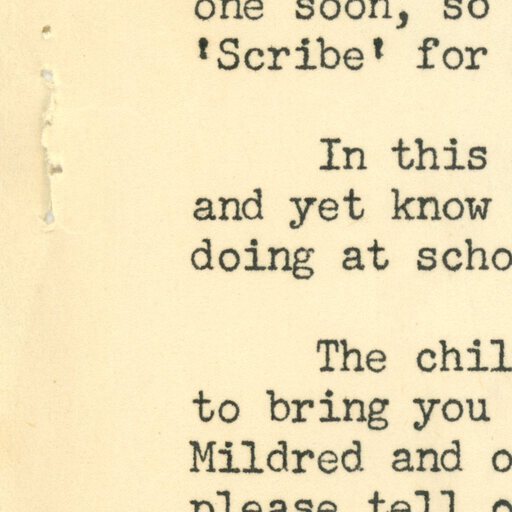 one soon, so
'Scribe' for
In this
and yet know
doing at scho
The chil
to bring you
Mildred and o
please tell o